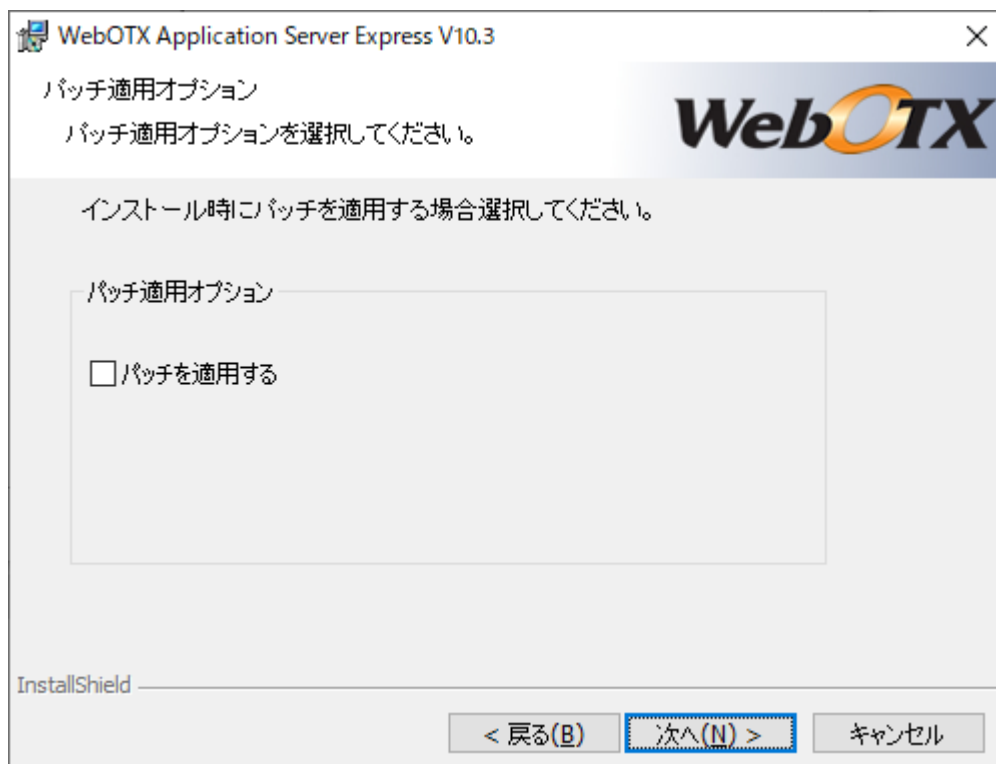 WebOTX Application Server Express V10.3
パッチ適用オプション
パッチ適用オプションを選択してください。
WebOTX
インストール時にパッチを適用する場合選択してください。
パッチ適用オプション
パッチを適用する
InstallShield
< 戻る(B)
次へ(N) >
キャンセル